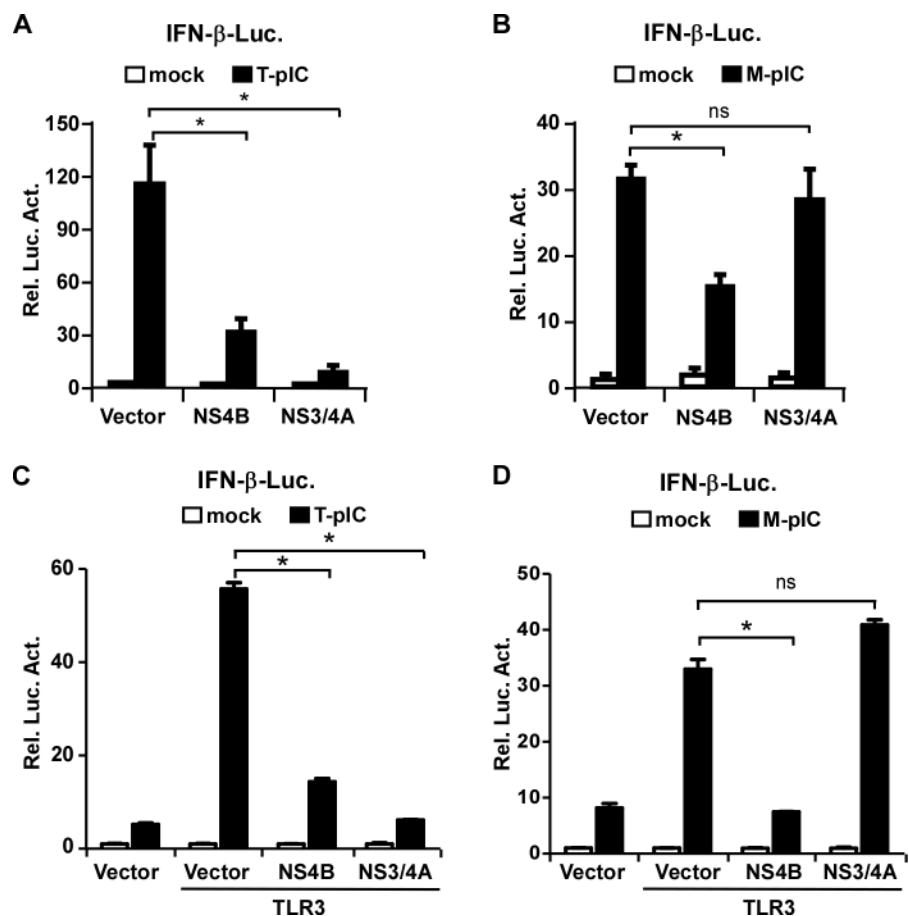 A
IFN-β-Luc.
mock T-pIC
*
*
Rel. Luc. Act.
150
120
90
60
30
0
Vector NS4B NS3/4A
B
IFN-β-Luc.
mock M-pIC
ns
*
Rel. Luc. Act.
40
30
20
10
0
Vector NS4B NS3/4A
C
IFN-β-Luc.
mock T-pIC
*
*
Rel. Luc. Act.
60
40
20
0
Vector Vector NS4B NS3/4A
TLR3
D
IFN-β-Luc.
mock M-pIC
ns
*
Rel. Luc. Act.
50
40
30
20
10
0
Vector Vector NS4B NS3/4A
TLR3